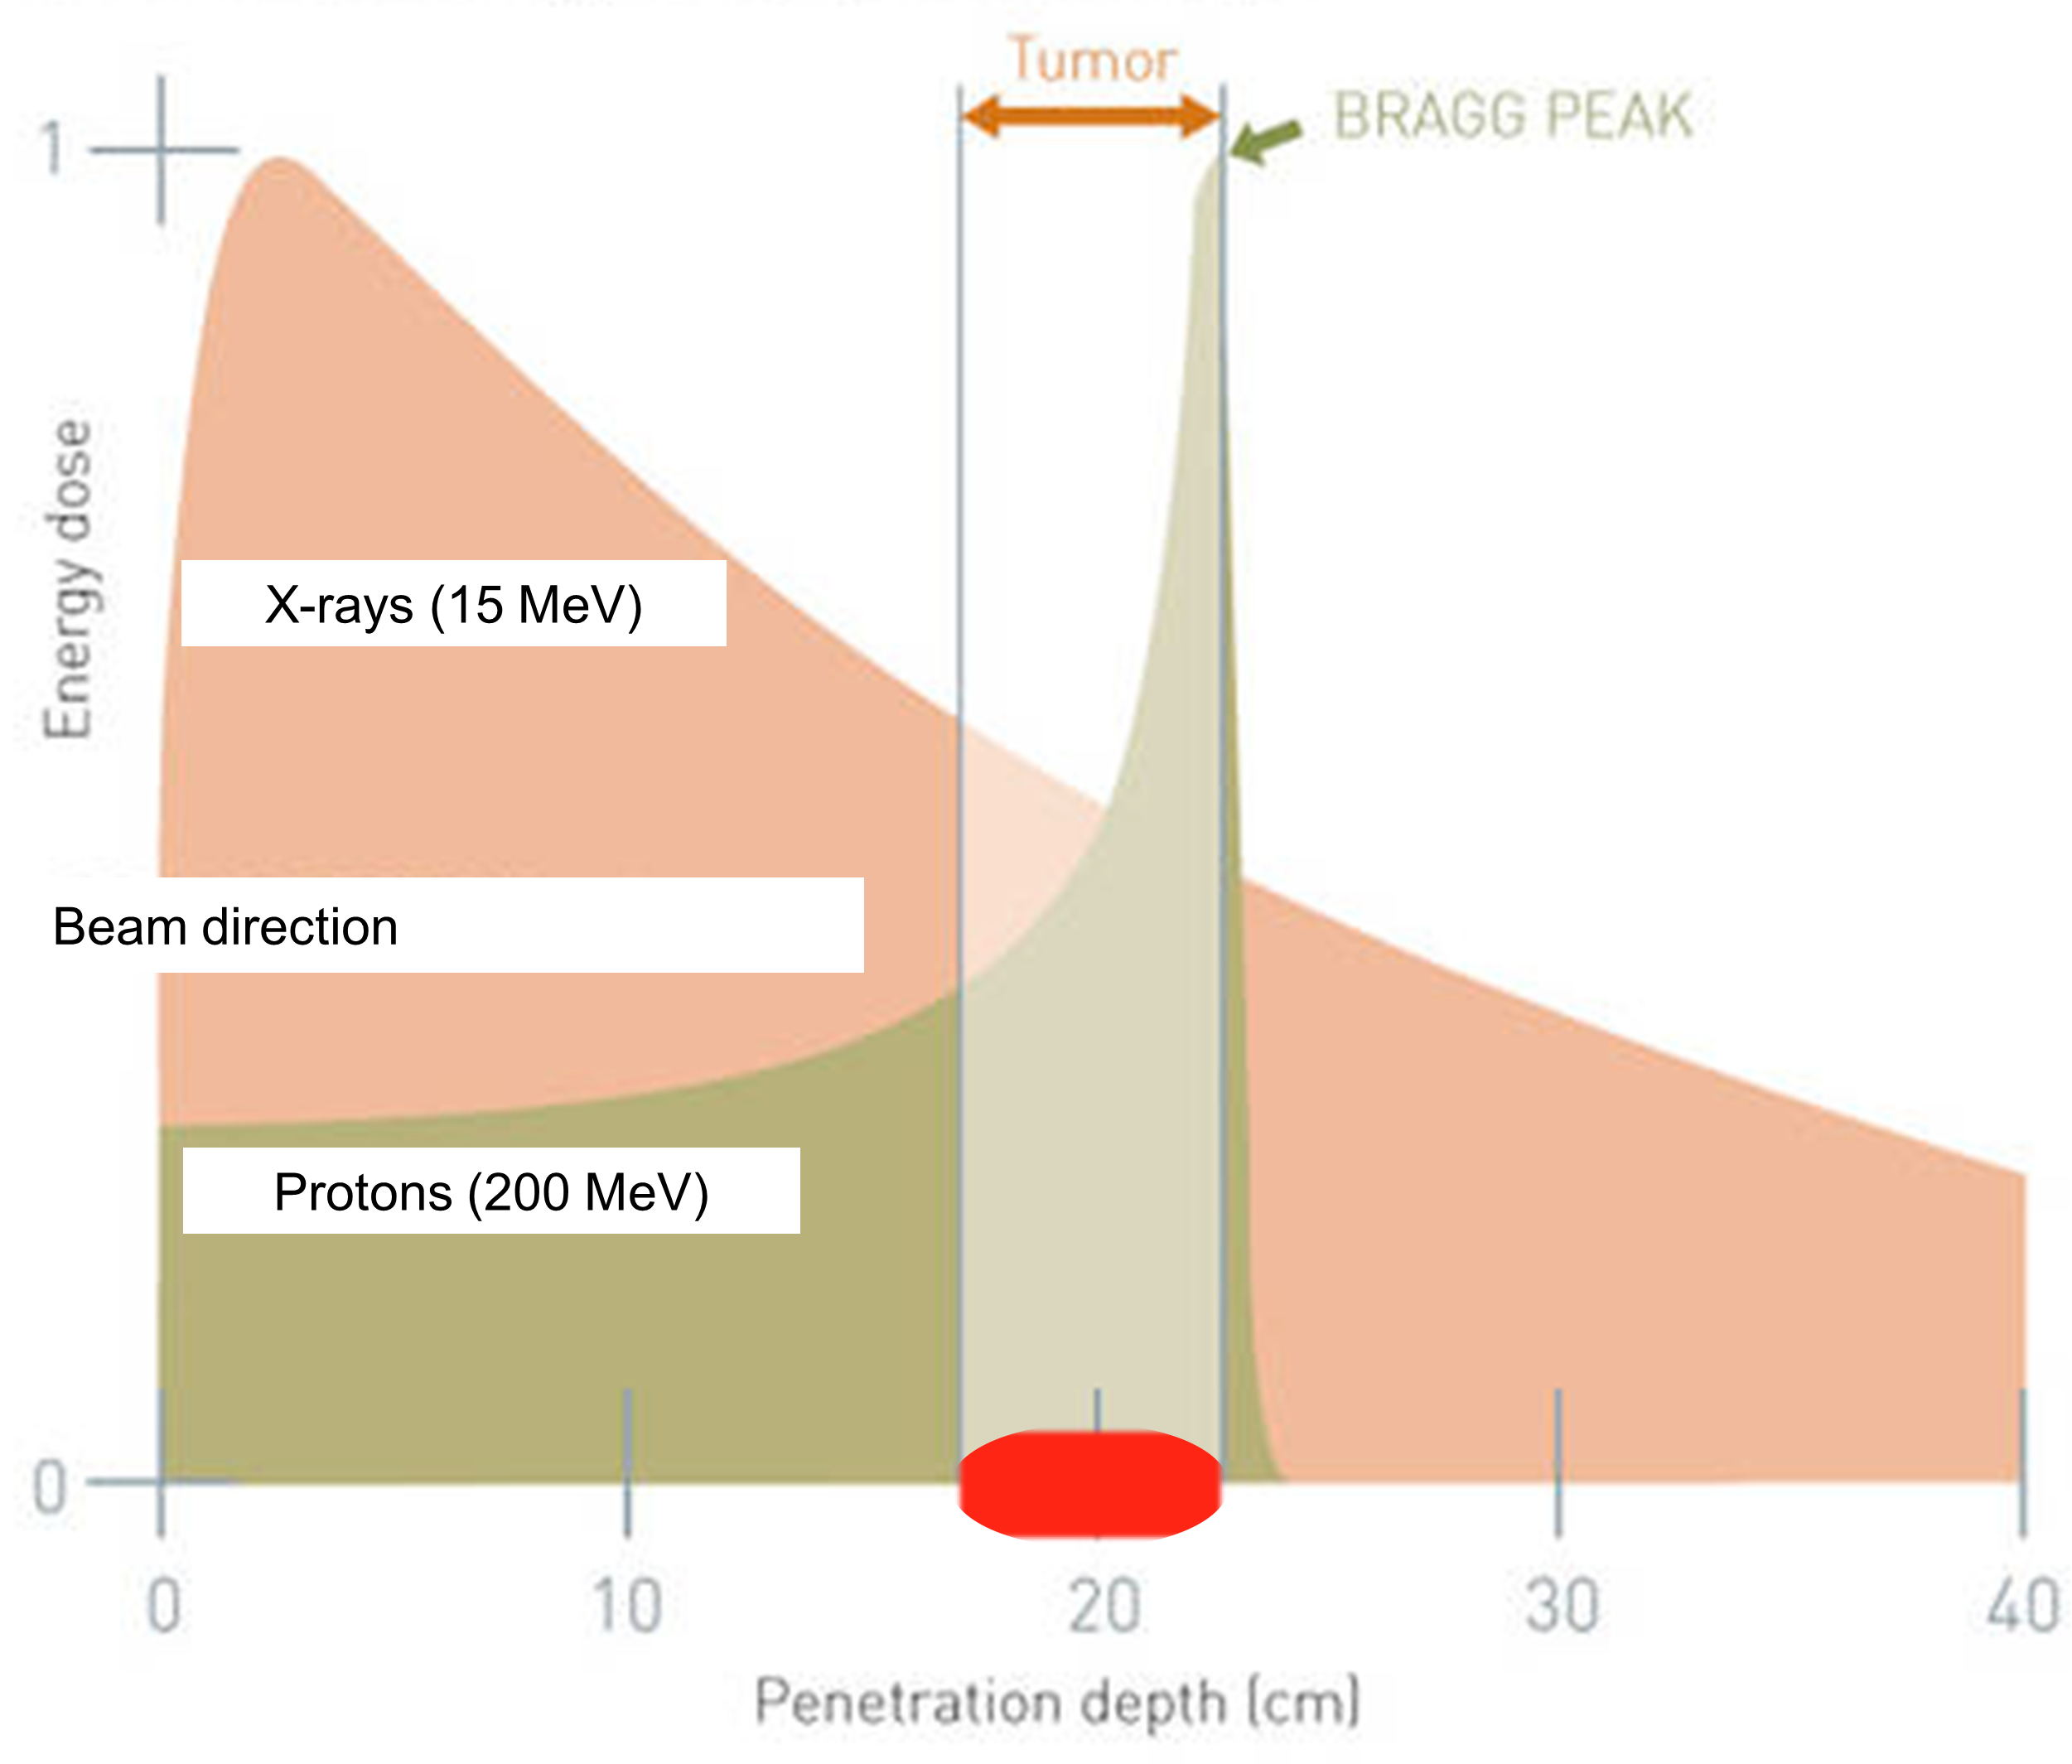 Tumor
BRAGG PEAK
1
Energy dose
X-rays (15 MeV)
Beam direction
Protons (200 MeV)
0
0 10 20 30 40
Penetration depth (cm)